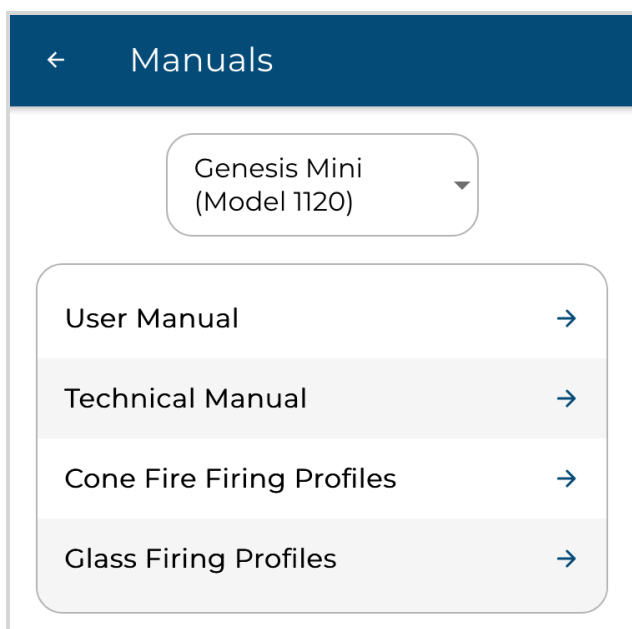 Manuals
Genesis Mini
(Model 1120)
User Manual
Technical Manual
Cone Fire Firing Profiles
Glass Firing Profiles